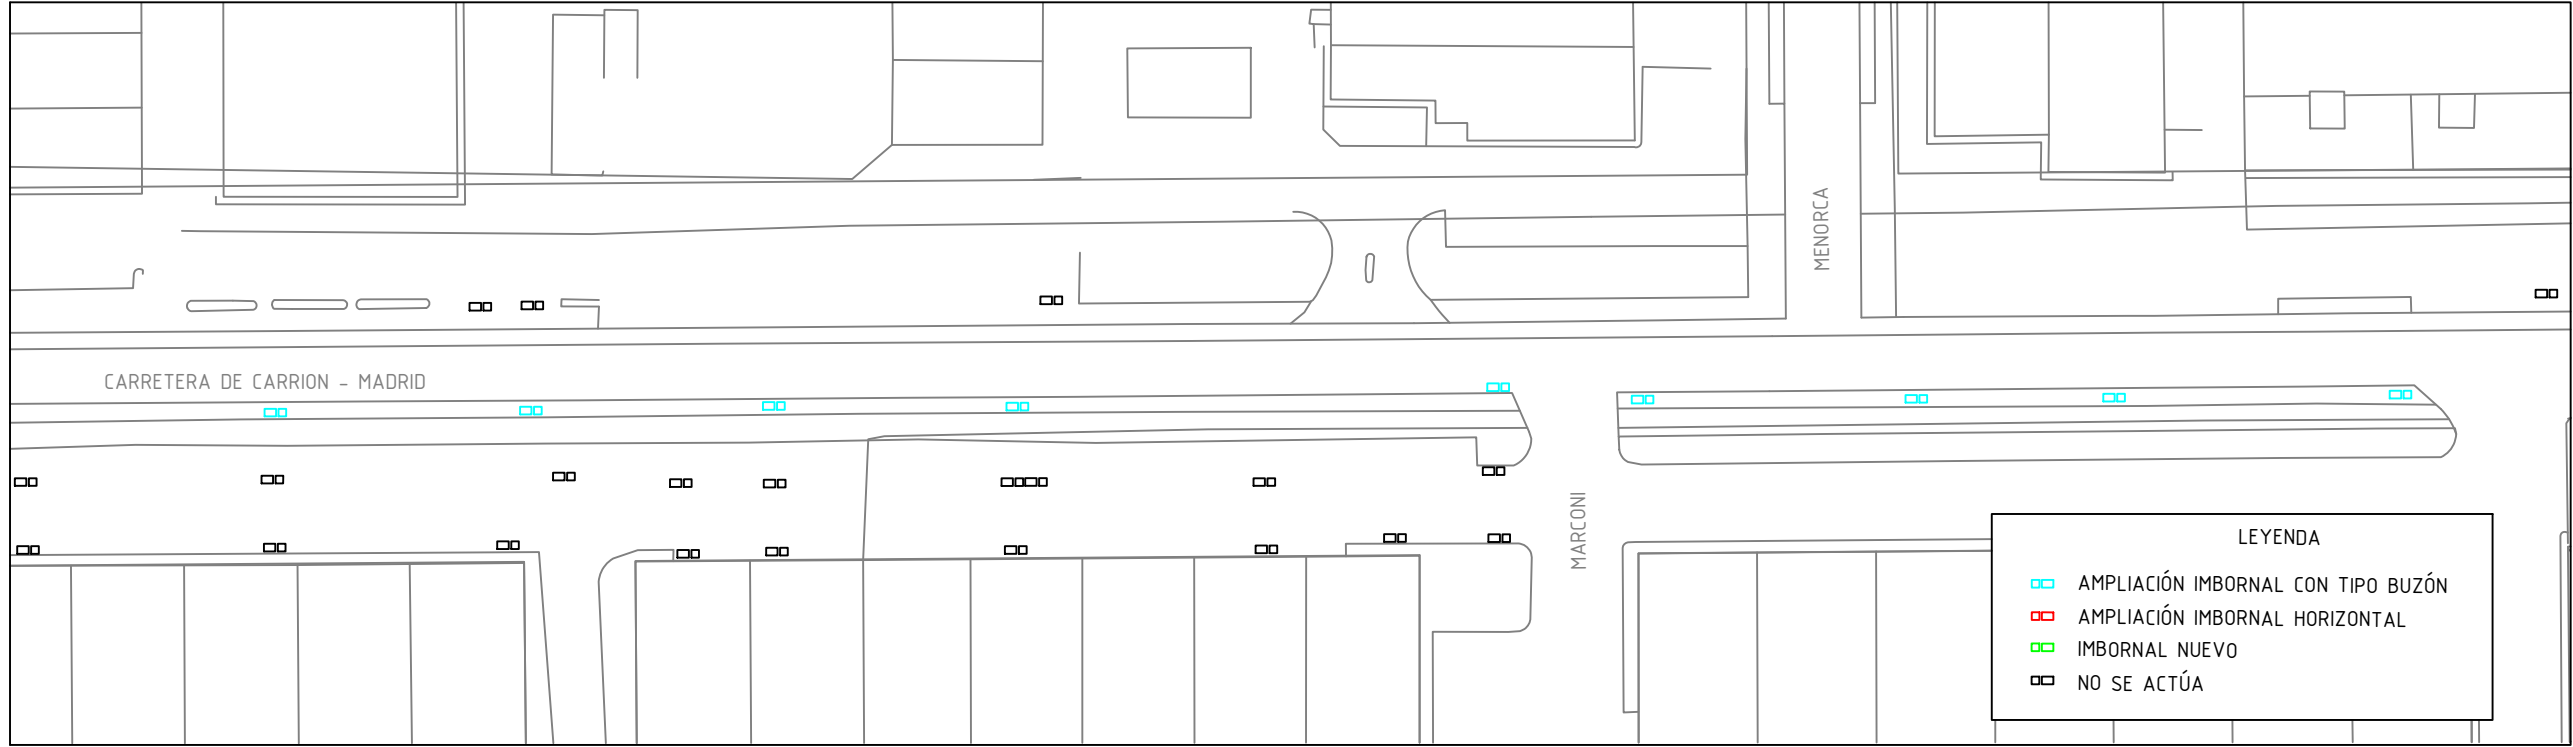 MENORCA
CARRETERA DE CARRION - MADRID
MARCONI
LEYENDA
AMPLIACIÓN IMBORNAL CON TIPO BUZÓN
AMPLIACIÓN IMBORNAL HORIZONTAL
IMBORNAL NUEVO
NO SE ACTÚA